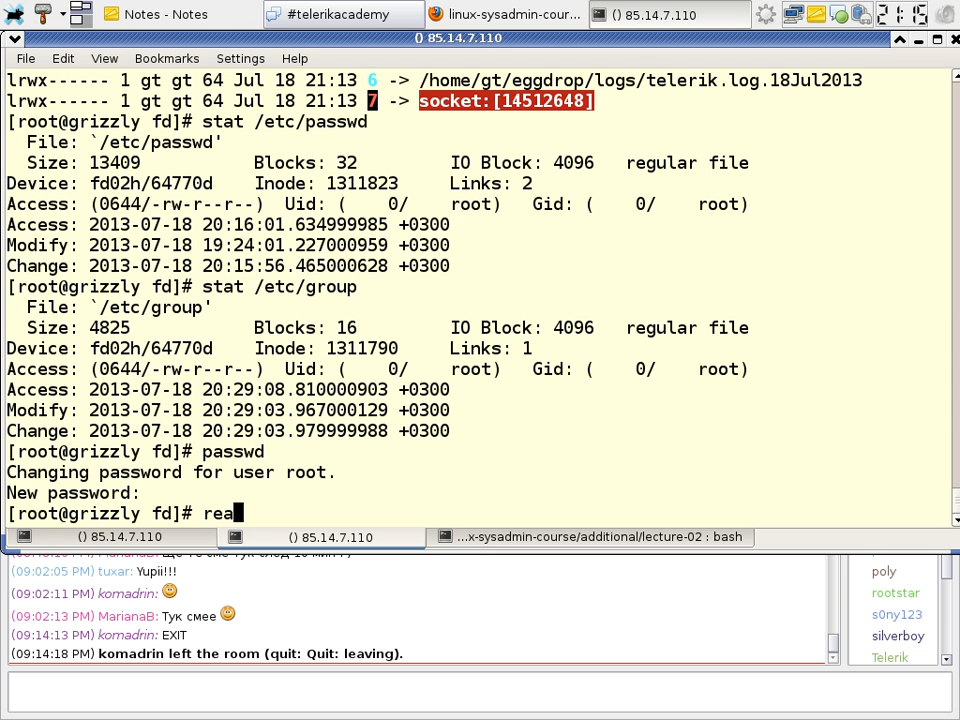 Notes - Notes
#telerikacademy
linux-sysadmin-cour...
() 85.14.7.110
21:15
() 85.14.7.110
File Edit View Bookmarks Settings Help
lrwx------ 1 gt gt 64 Jul 18 21:13 6 -> /home/gt/eggdrop/logs/telerik.log.18Jul2013
lrwx------ 1 gt gt 64 Jul 18 21:13 7 -> socket:[14512648]
[root@grizzly fd]# stat /etc/passwd
  File: `/etc/passwd'
  Size: 13409           Blocks: 32         IO Block: 4096   regular file
Device: fd02h/64770d    Inode: 1311823     Links: 2
Access: (0644/-rw-r--r--)  Uid: (    0/    root)   Gid: (    0/    root)
Access: 2013-07-18 20:16:01.634999985 +0300
Modify: 2013-07-18 19:24:01.227000959 +0300
Change: 2013-07-18 20:15:56.465000628 +0300
[root@grizzly fd]# stat /etc/group
  File: `/etc/group'
  Size: 4825            Blocks: 16         IO Block: 4096   regular file
Device: fd02h/64770d    Inode: 1311790     Links: 1
Access: (0644/-rw-r--r--)  Uid: (    0/    root)   Gid: (    0/    root)
Access: 2013-07-18 20:29:08.810000903 +0300
Modify: 2013-07-18 20:29:03.967000129 +0300
Change: 2013-07-18 20:29:03.979999988 +0300
[root@grizzly fd]# passwd
Changing password for user root.
New password:
[root@grizzly fd]# rea
() 85.14.7.110
() 85.14.7.110
...x-sysadmin-course/additional/lecture-02 : bash
(09:02:05 PM) tuxar: Yupii!!!
(09:02:11 PM) komadrin:
(09:02:13 PM) MarianaB: Тук смее
(09:14:13 PM) komadrin: EXIT
(09:14:18 PM) komadrin left the room (quit: Quit: leaving).
poly
rootstar
s0ny123
silverboy
Telerik